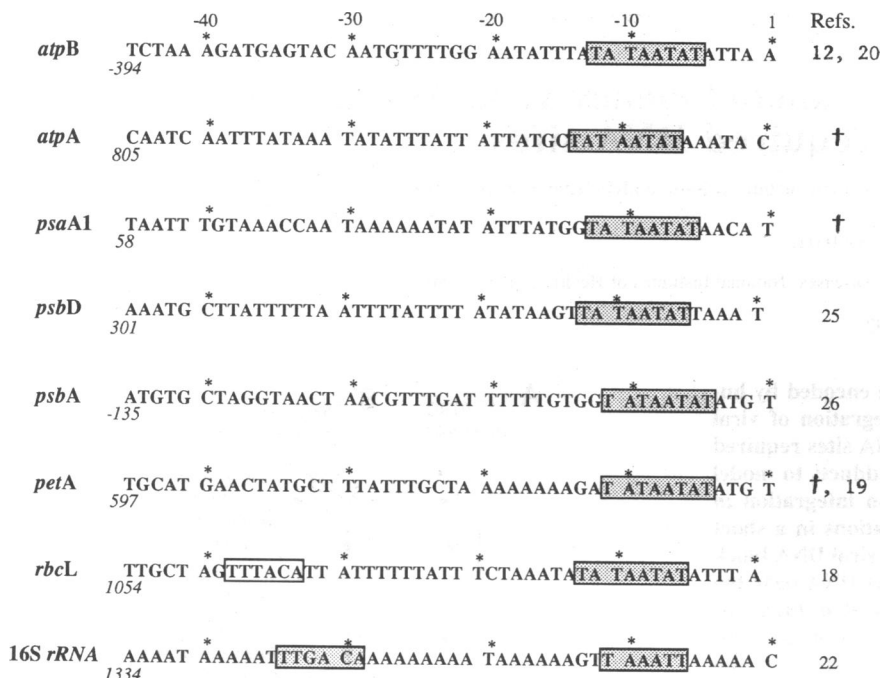 -40 -30 -20 -10 1 Refs.
* * * * *
atpB TCTAA AGATGAGTAC AATGTTTTGG AATATTTATA TAATATATTA A 12, 20
-394
* * * * *
atpA CAATC AATTTATAAA TATATTTATT ATTATGCTAT AATATAAATA C †
805
* * * * *
psaA1 TAATT TGTAAACCAA TAAAAAATAT ATTTATGGTA TAATATAACA T †
58
* * * * *
psbD AAATG CTTATTTTTA ATTTTATTTT ATATAAGTTA TAATATTAAA T 25
301
* * * * *
psbA ATGTG CTAGGTAACT AACGTTTGAT TTTTTGTGGT ATAATATATG T 26
-135
* * * * *
petA TGCAT GAACTATGCT TTATTTGCTA AAAAAAAGAT ATAATATATG T †, 19
597
* * * * *
rbcL TTGCT AGTTTACATT ATTTTTTATT TCTAAATATA TAATATATTT A 18
1054
* * * * *
16S rRNA AAAAT AAAAATTTGA CAAAAAAAAA TAAAAAAGTT AAATTAAAAA C 22
1334